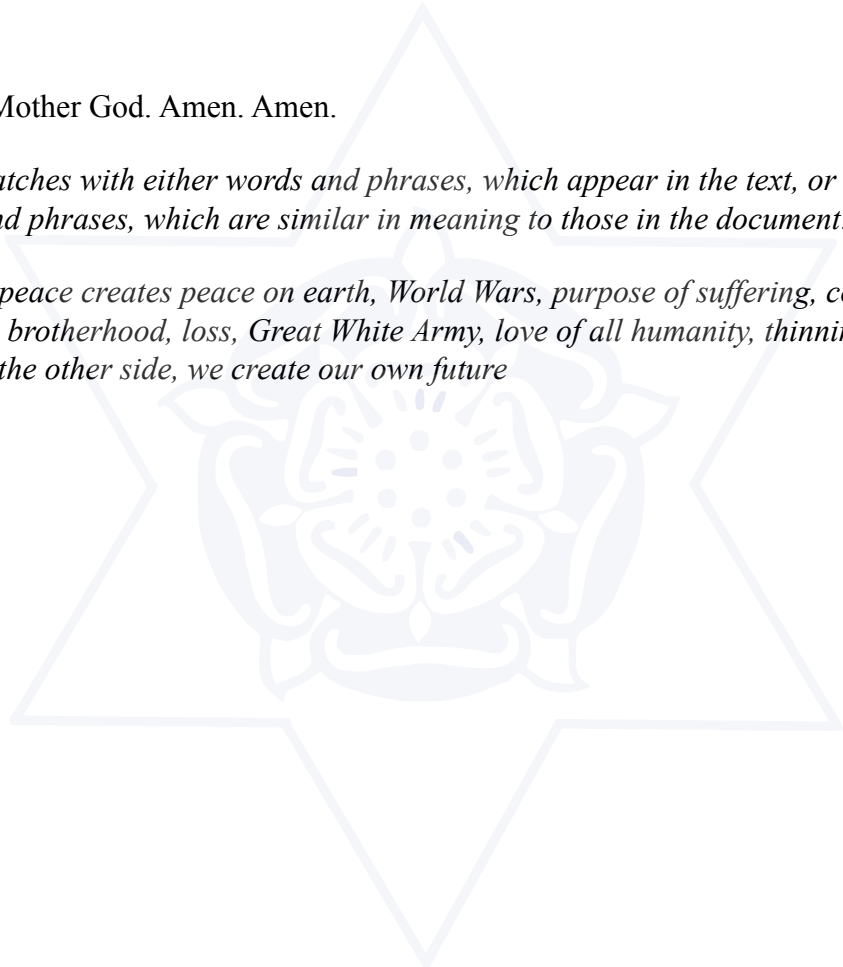 Mother God. Amen. Amen.
atches with either words and phrases, which appear in the text, or
nd phrases, which are similar in meaning to those in the document.
peace creates peace on earth, World Wars, purpose of suffering, co
brotherhood, loss, Great White Army, love of all humanity, thinnin
the other side, we create our own future